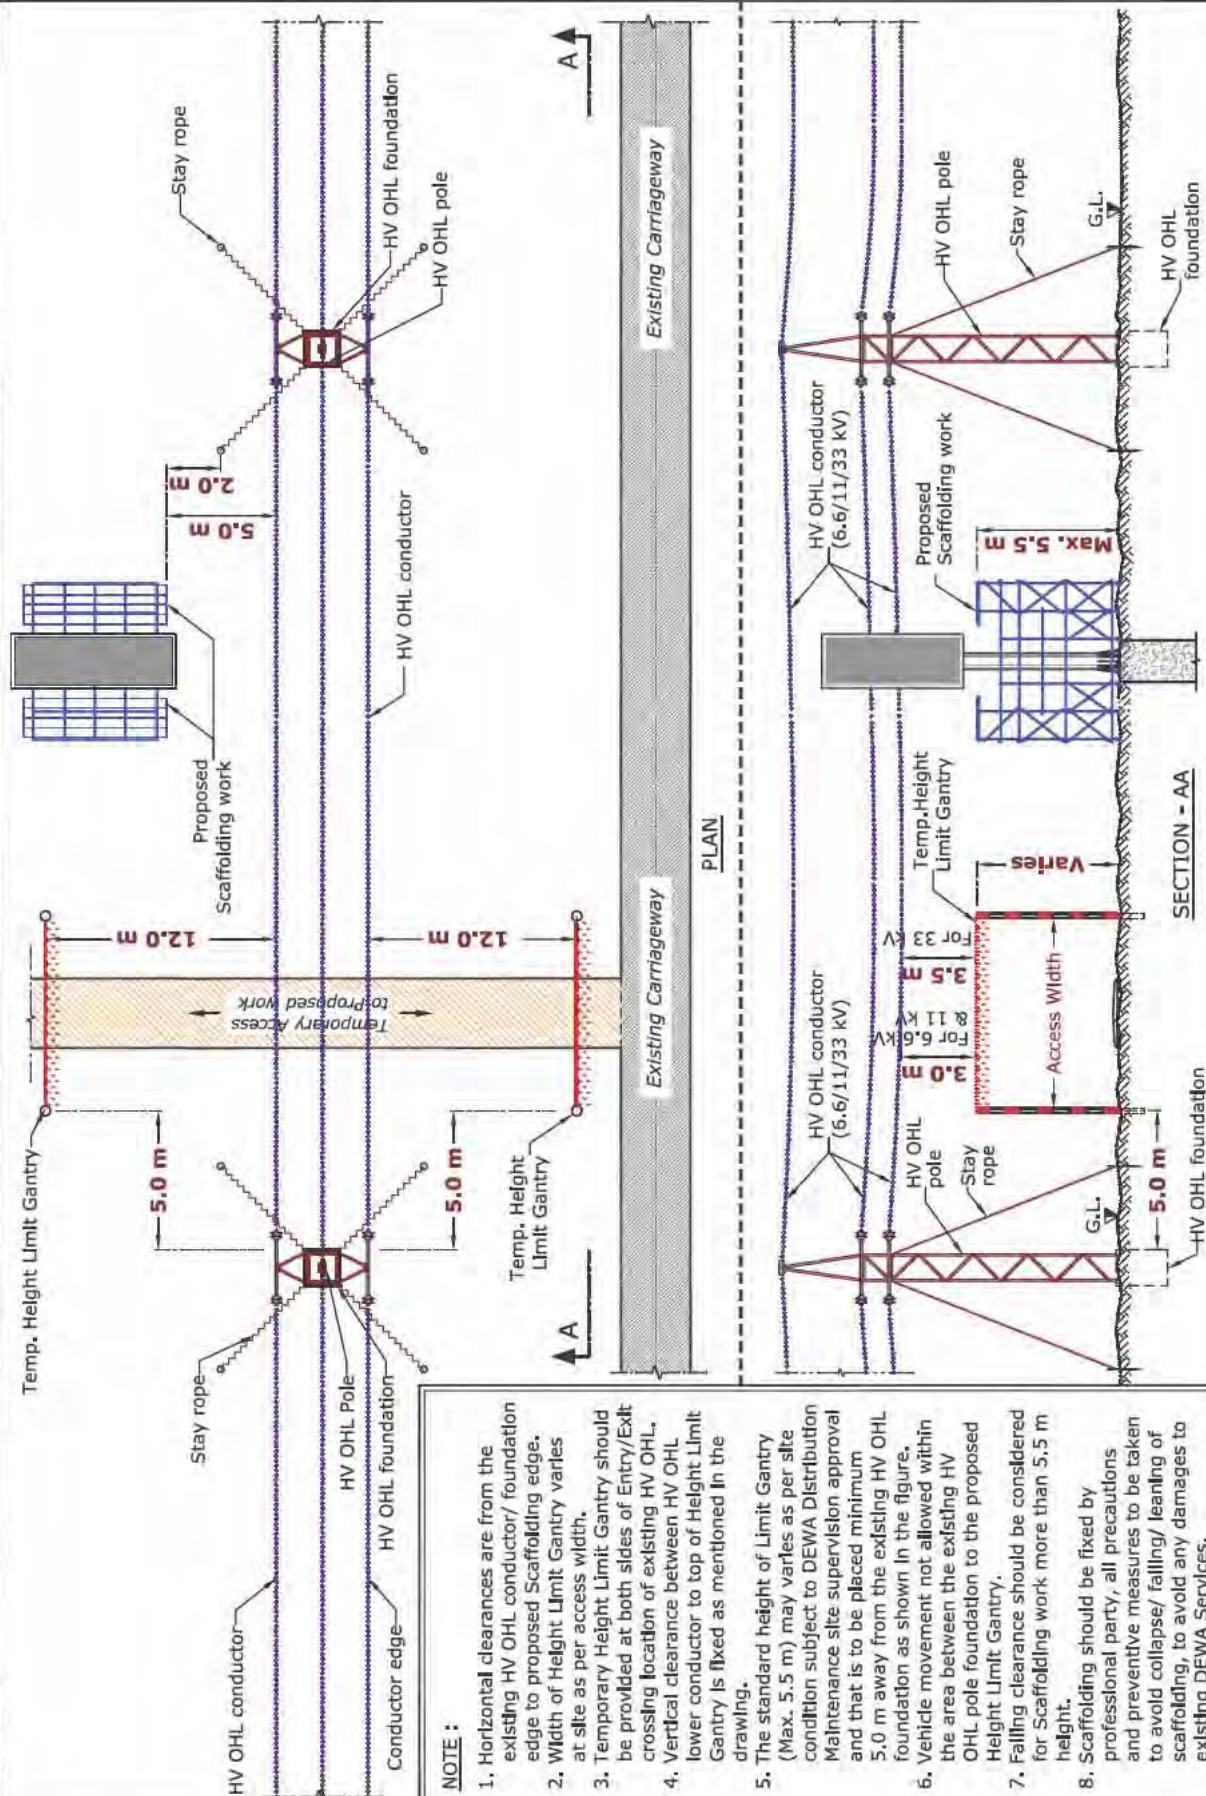 Temp. Height Limit Gantry
Stay rope
HV OHL conductor
Conductor edge
HV OHL Pole
HV OHL foundation
5.0 m
5.0 m
Temp. Height
Limit Gantry
12.0 m
12.0 m
Temporary Access
to Proposed work
Proposed
Scaffolding work
5.0 m
2.0 m
HV OHL conductor
Stay rope
HV OHL foundation
HV OHL pole
A
A
Existing Carriageway
Existing Carriageway
PLAN
HV OHL conductor
(6.6/11/33 kV)
HV OHL
pole
Stay
rope
G.L.
5.0 m
HV OHL foundation
3.0 m
For 6.6 kV
& 11 kV
3.5 m
For 33 kV
Access Width
Temp.Height
Limit Gantry
Varies
HV OHL conductor
(6.6/11/33 kV)
Proposed
Scaffolding work
Max. 5.5 m
HV OHL pole
Stay rope
G.L.
HV OHL
foundation
SECTION - AA
NOTE :
1. Horizontal clearances are from the
existing HV OHL conductor/ foundation
edge to proposed Scaffolding edge.
2. Width of Height Limit Gantry varies
at site as per access width.
3. Temporary Height Limit Gantry should
be provided at both sides of Entry/Exit
crossing location of existing HV OHL.
4. Vertical clearance between HV OHL
lower conductor to top of Height Limit
Gantry is fixed as mentioned in the
drawing.
5. The standard height of Limit Gantry
(Max. 5.5 m) may varies as per site
condition subject to DEWA Distribution
Maintenance site supervision approval
and that is to be placed minimum
5.0 m away from the existing HV OHL
foundation as shown in the figure.
6. Vehicle movement not allowed within
the area between the existing HV
OHL pole foundation to the proposed
Height Limit Gantry.
7. Falling clearance should be considered
for Scaffolding work more than 5.5 m
height.
8. Scaffolding should be fixed by
professional party, all precautions
and preventive measures to be taken
to avoid collapse/ falling/ leaning of
scaffolding, to avoid any damages to
existing DEWA Services.